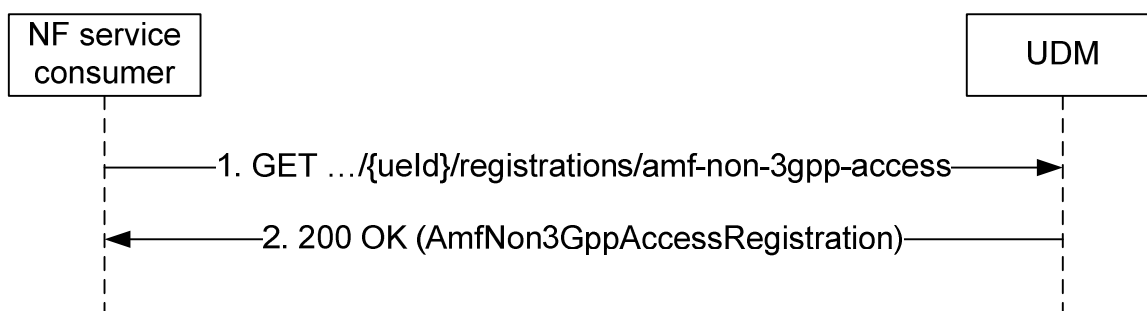 NF service
consumer
UDM
1. GET …/{ueId}/registrations/amf-non-3gpp-access
2. 200 OK (AmfNon3GppAccessRegistration)